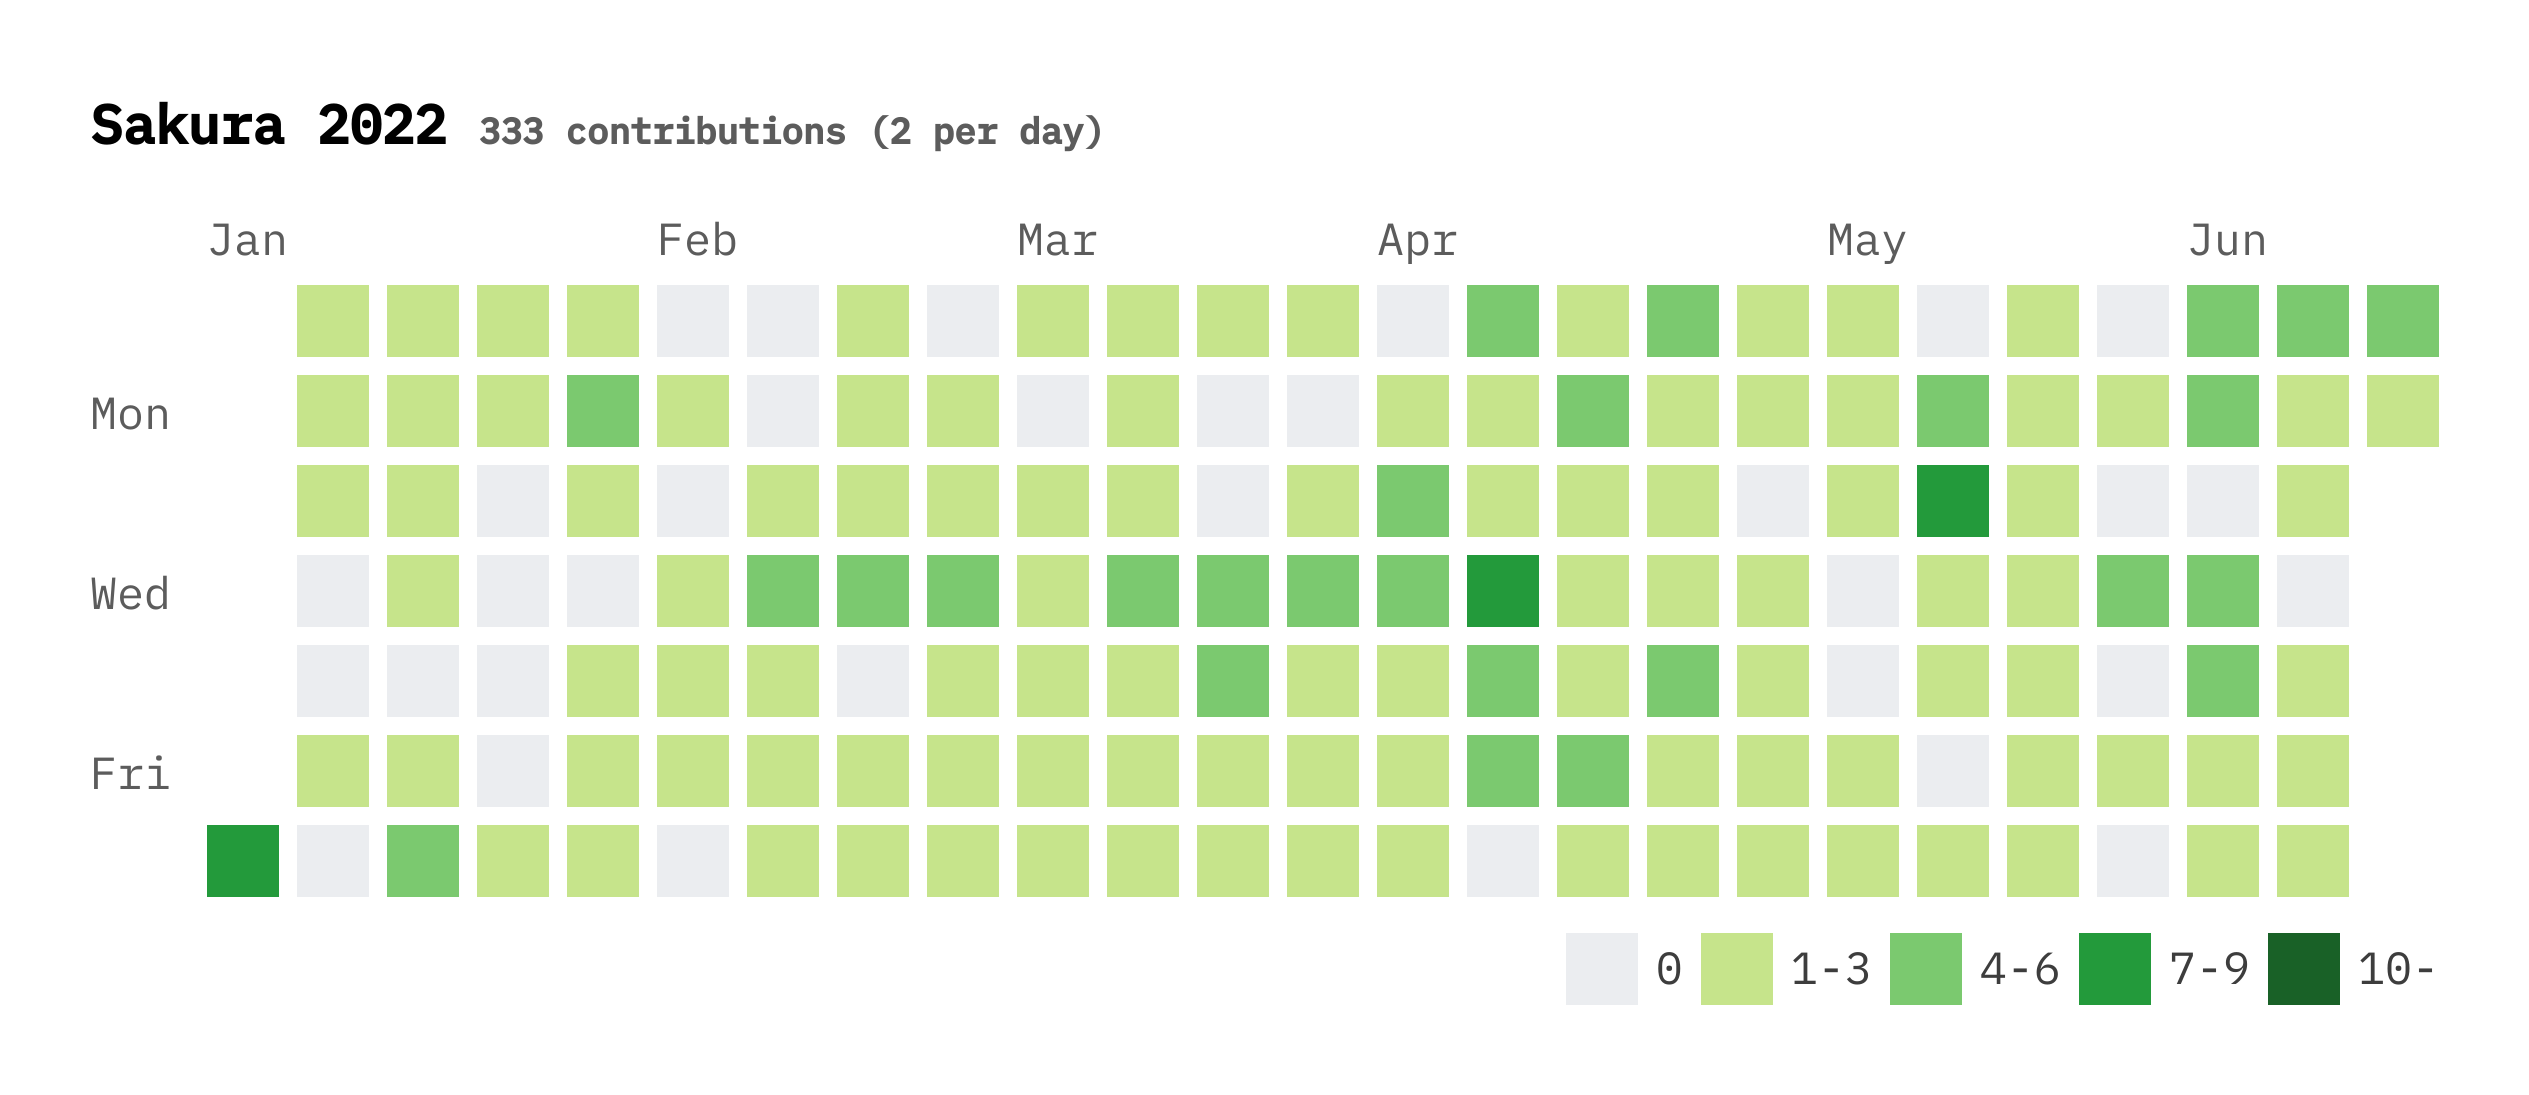 Sakura 2022 333 contributions (2 per day)
Jan Feb Mar Apr May Jun
Mon
Wed
Fri
0 1-3 4-6 7-9 10-